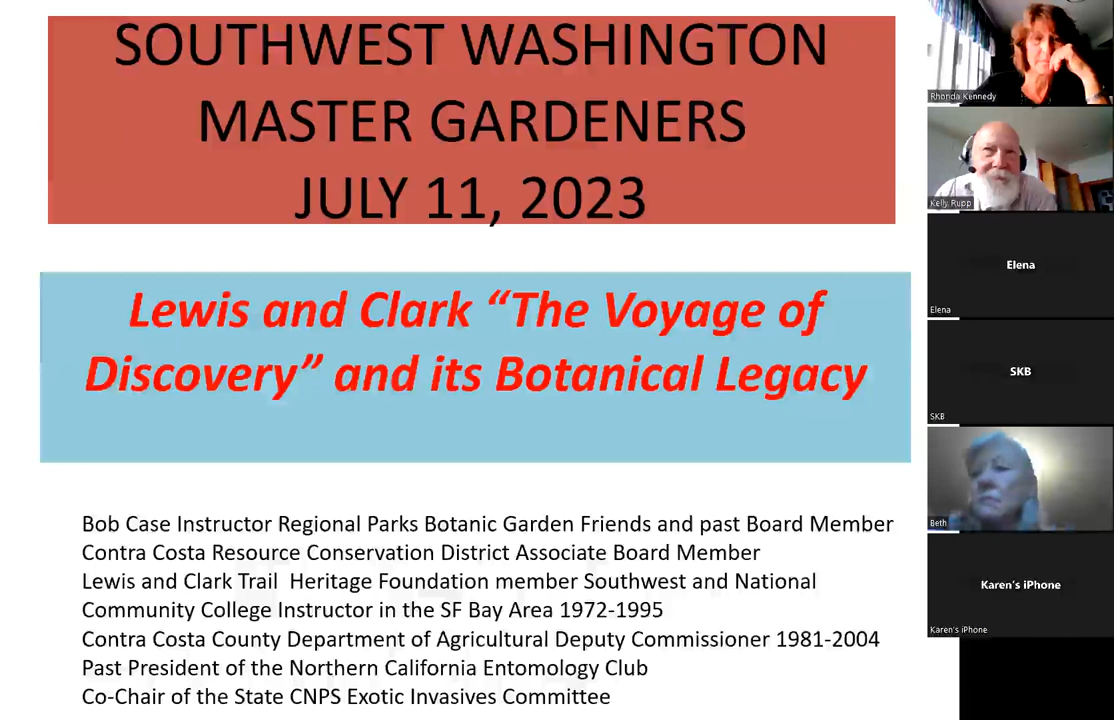 SOUTHWEST WASHINGTON
MASTER GARDENERS
JULY 11, 2023
Lewis and Clark “The Voyage of
Discovery” and its Botanical Legacy
Bob Case Instructor Regional Parks Botanic Garden Friends and past Board Member
Contra Costa Resource Conservation District Associate Board Member
Lewis and Clark Trail Heritage Foundation member Southwest and National
Community College Instructor in the SF Bay Area 1972-1995
Contra Costa County Department of Agricultural Deputy Commissioner 1981-2004
Past President of the Northern California Entomology Club
Co-Chair of the State CNPS Exotic Invasives Committee
Rhonda Kennedy
Kelly Rupp
Elena
Elena
SKB
SKB
Beth
Karen's iPhone
Karen's iPhone